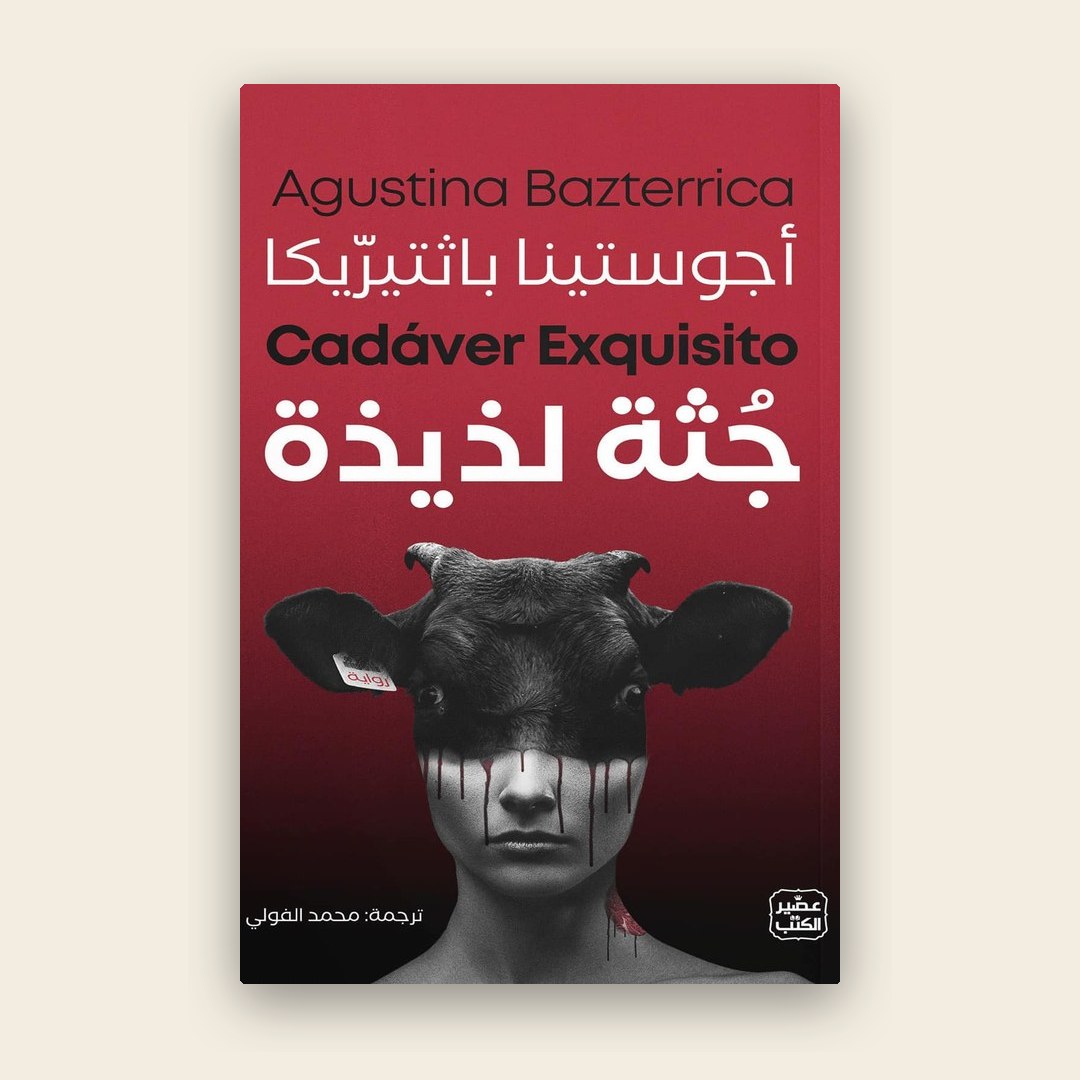 Agustina Bazterrica
أجوستينا باثتيرّيكا
Cadáver Exquisito
جُثة لذيذة
رواية
ترجمة: محمد الفولي
عصير
الكتب